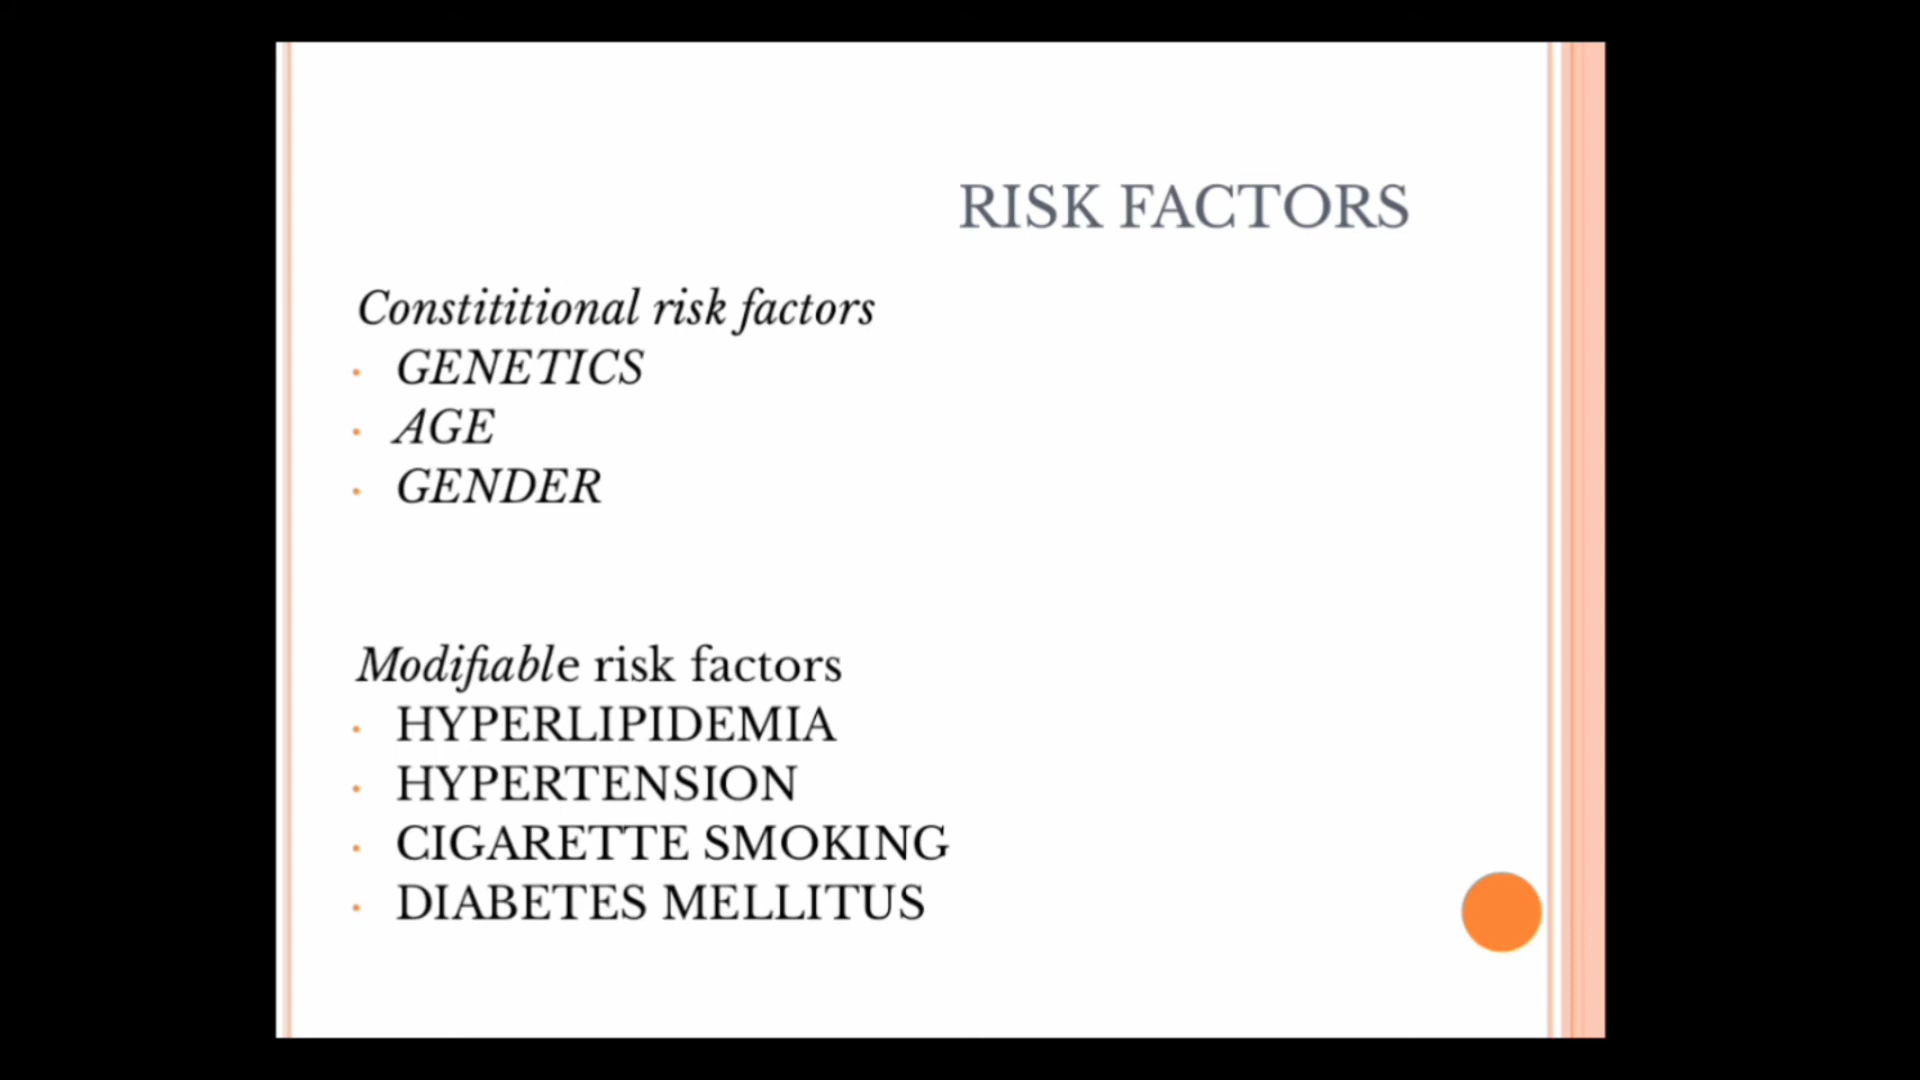 RISK FACTORS
Constititional risk factors
• GENETICS
• AGE
• GENDER
Modifiable risk factors
• HYPERLIPIDEMIA
• HYPERTENSION
• CIGARETTE SMOKING
• DIABETES MELLITUS